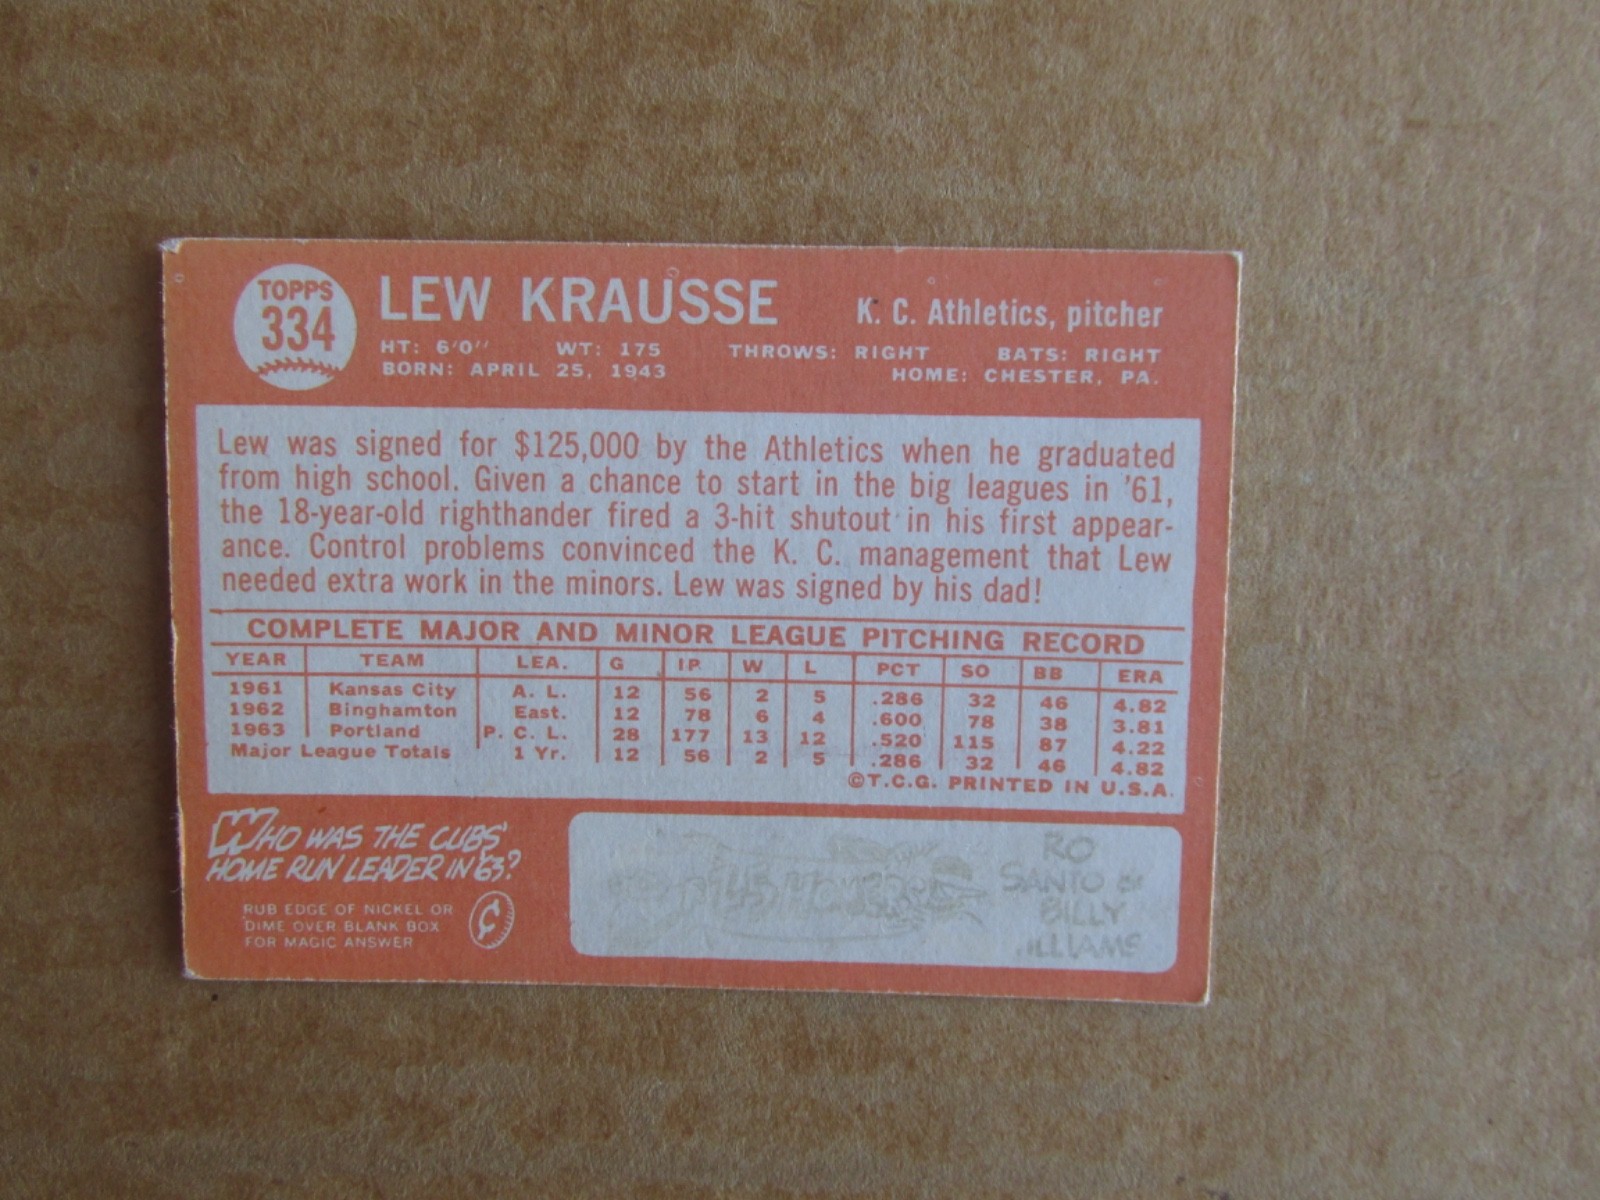 TOPPS
334
LEW KRAUSSE
K. C. Athletics, pitcher
HT: 6'0" WT: 175 THROWS: RIGHT BATS: RIGHT
BORN: APRIL 25, 1943 HOME: CHESTER, PA.
Lew was signed for $125,000 by the Athletics when he graduated
from high school. Given a chance to start in the big leagues in '61,
the 18-year-old righthander fired a 3-hit shutout in his first appear-
ance. Control problems convinced the K. C. management that Lew
needed extra work in the minors. Lew was signed by his dad!
COMPLETE MAJOR AND MINOR LEAGUE PITCHING RECORD
YEAR TEAM LEA. G IP W L PCT SO BB ERA
1961 Kansas City A. L. 12 56 2 5 .286 32 46 4.82
1962 Binghamton East. 12 78 6 4 .600 78 38 3.81
1963 Portland P. C. L. 28 177 13 12 .520 115 87 4.22
Major League Totals 1 Yr. 12 56 2 5 .286 32 46 4.82
©T.C.G. PRINTED IN U.S.A.
WHO WAS THE CUBS'
HOME RUN LEADER IN '63?
RUB EDGE OF NICKEL OR
DIME OVER BLANK BOX
FOR MAGIC ANSWER
¢
RO
SANTO
BILLY